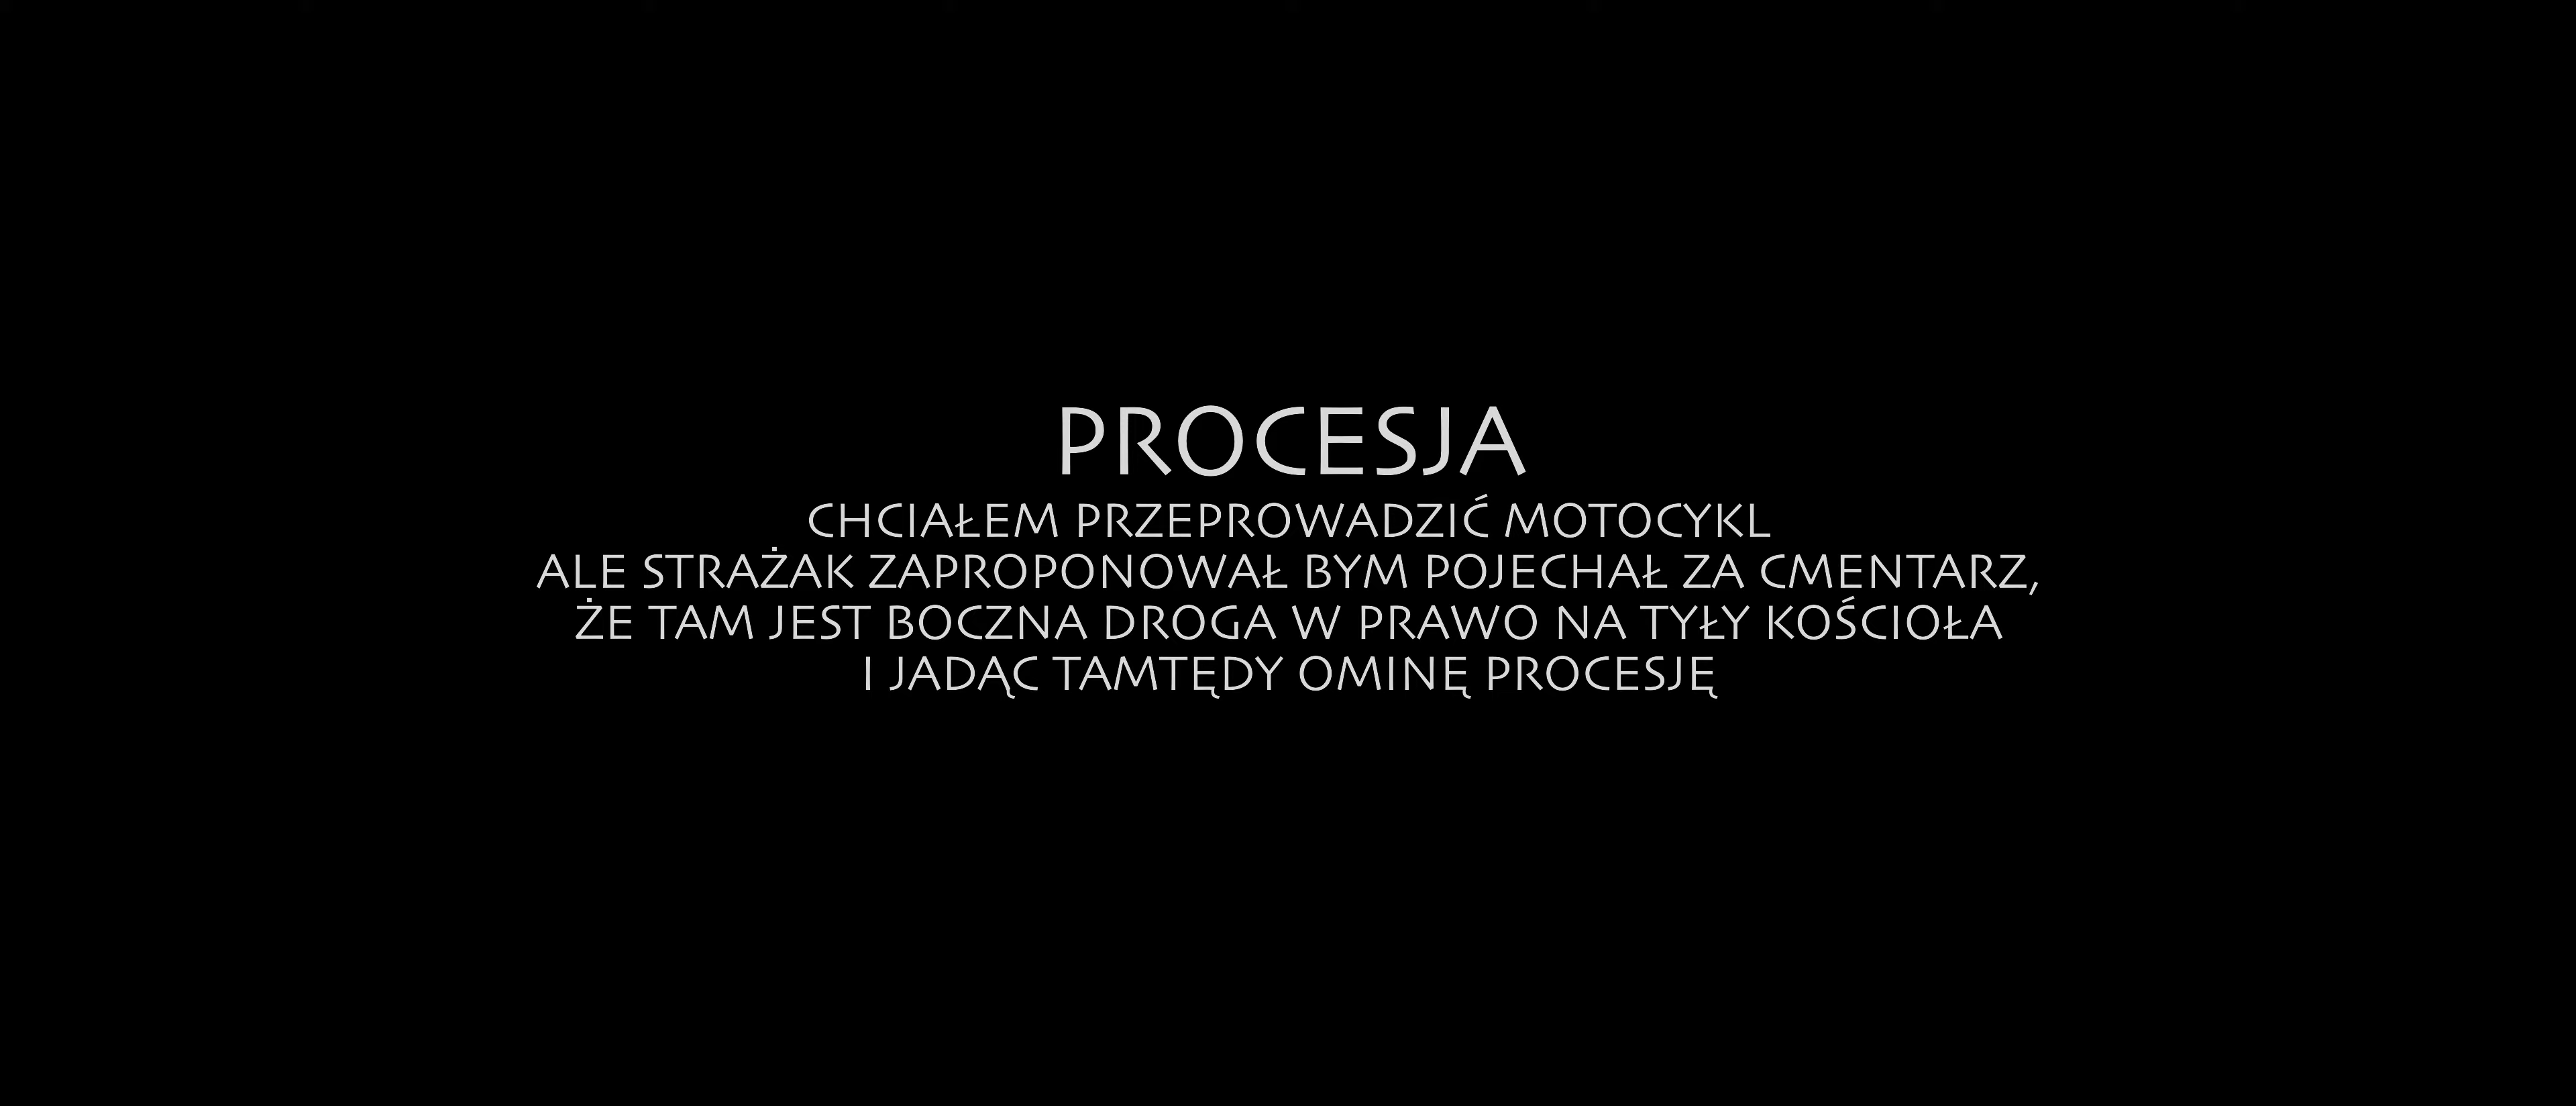 PROCESJA
CHCIAŁEM PRZEPROWADZIĆ MOTOCYKL
ALE STRAŻAK ZAPROPONOWAŁ BYM POJECHAŁ ZA CMENTARZ,
ŻE TAM JEST BOCZNA DROGA W PRAWO NA TYŁY KOŚCIOŁA
I JADĄC TAMTĘDY OMINĘ PROCESJĘ